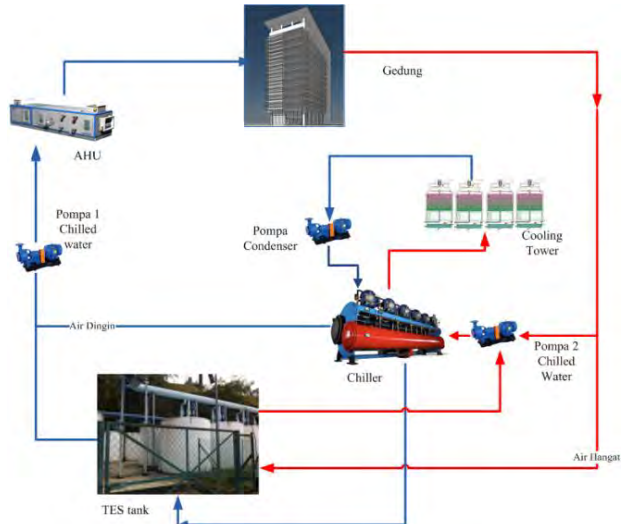 Gedung
AHU
Pompa 1
Chilled
water
Pompa
Condenser
Cooling
Tower
Air Dingin
Chiller
Pompa 2
Chilled
Water
Air Hangat
TES tank